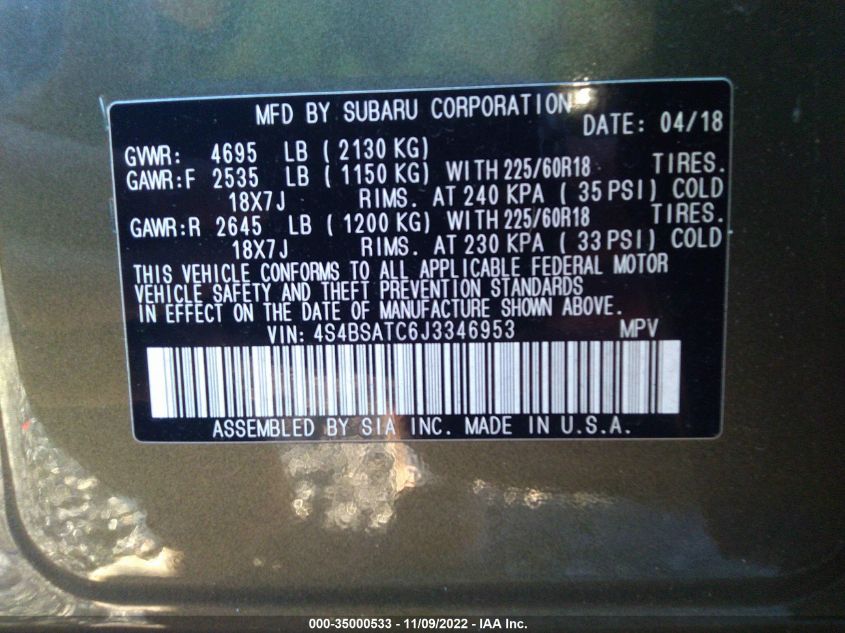 MFD BY SUBARU CORPORATION
DATE: 04/18
GVWR: 4695 LB (2130 KG)
GAWR:F 2535 LB (1150 KG) WITH 225/60R18 TIRES.
18X7J RIMS. AT 240 KPA (35 PSI) COLD
GAWR:R 2645 LB (1200 KG) WITH 225/60R18 TIRES.
18X7J RIMS. AT 230 KPA (33 PSI) COLD
THIS VEHICLE CONFORMS TO ALL APPLICABLE FEDERAL MOTOR
VEHICLE SAFETY AND THEFT PREVENTION STANDARDS
IN EFFECT ON THE DATE OF MANUFACTURE SHOWN ABOVE.
VIN: 4S4BSATC6J3346953 MPV
ASSEMBLED BY SIA INC. MADE IN U.S.A.
000-35000533 - 11/09/2022 - IAA Inc.